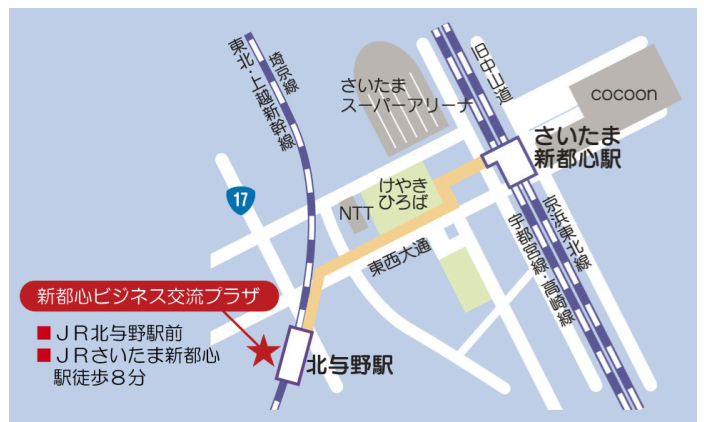 埼京線
東北・上越新幹線
さいたま
スーパーアリーナ
旧中山道
cocoon
さいたま
新都心駅
けやき
ひろば
NTT
17
東西大通
京浜東北線
宇都宮線・高崎線
新都心ビジネス交流プラザ
■ＪＲ北与野駅前
■ＪＲさいたま新都心
駅徒歩８分
北与野駅